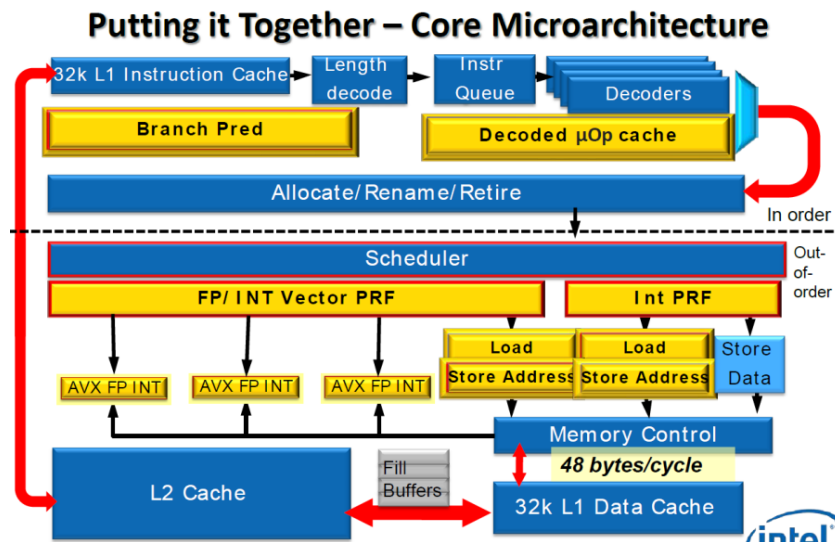 Putting it Together – Core Microarchitecture
32k L1 Instruction Cache
Length
decode
Instr
Queue
Decoders
Branch Pred
Decoded µOp cache
Allocate/Rename/Retire
In order
Scheduler
Out-
of-
order
FP/ INT Vector PRF
Int PRF
Load
Load
Store
Data
Store Address
Store Address
AVX FP INT
AVX FP INT
AVX FP INT
Memory Control
48 bytes/cycle
L2 Cache
Fill
Buffers
32k L1 Data Cache
intel